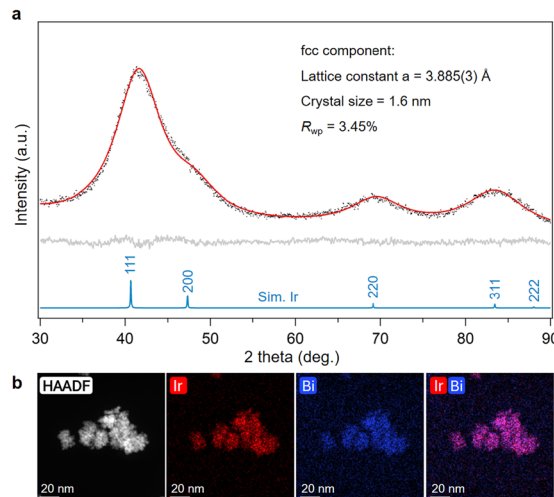 a
fcc component:
Lattice constant a = 3.885(3) Å
Crystal size = 1.6 nm
Rwp = 3.45%
Intensity (a.u.)
111
200
Sim. Ir
220
311
222
30 40 50 60 70 80 90
2 theta (deg.)
b
HAADF
20 nm
Ir
20 nm
Bi
20 nm
Ir Bi
20 nm